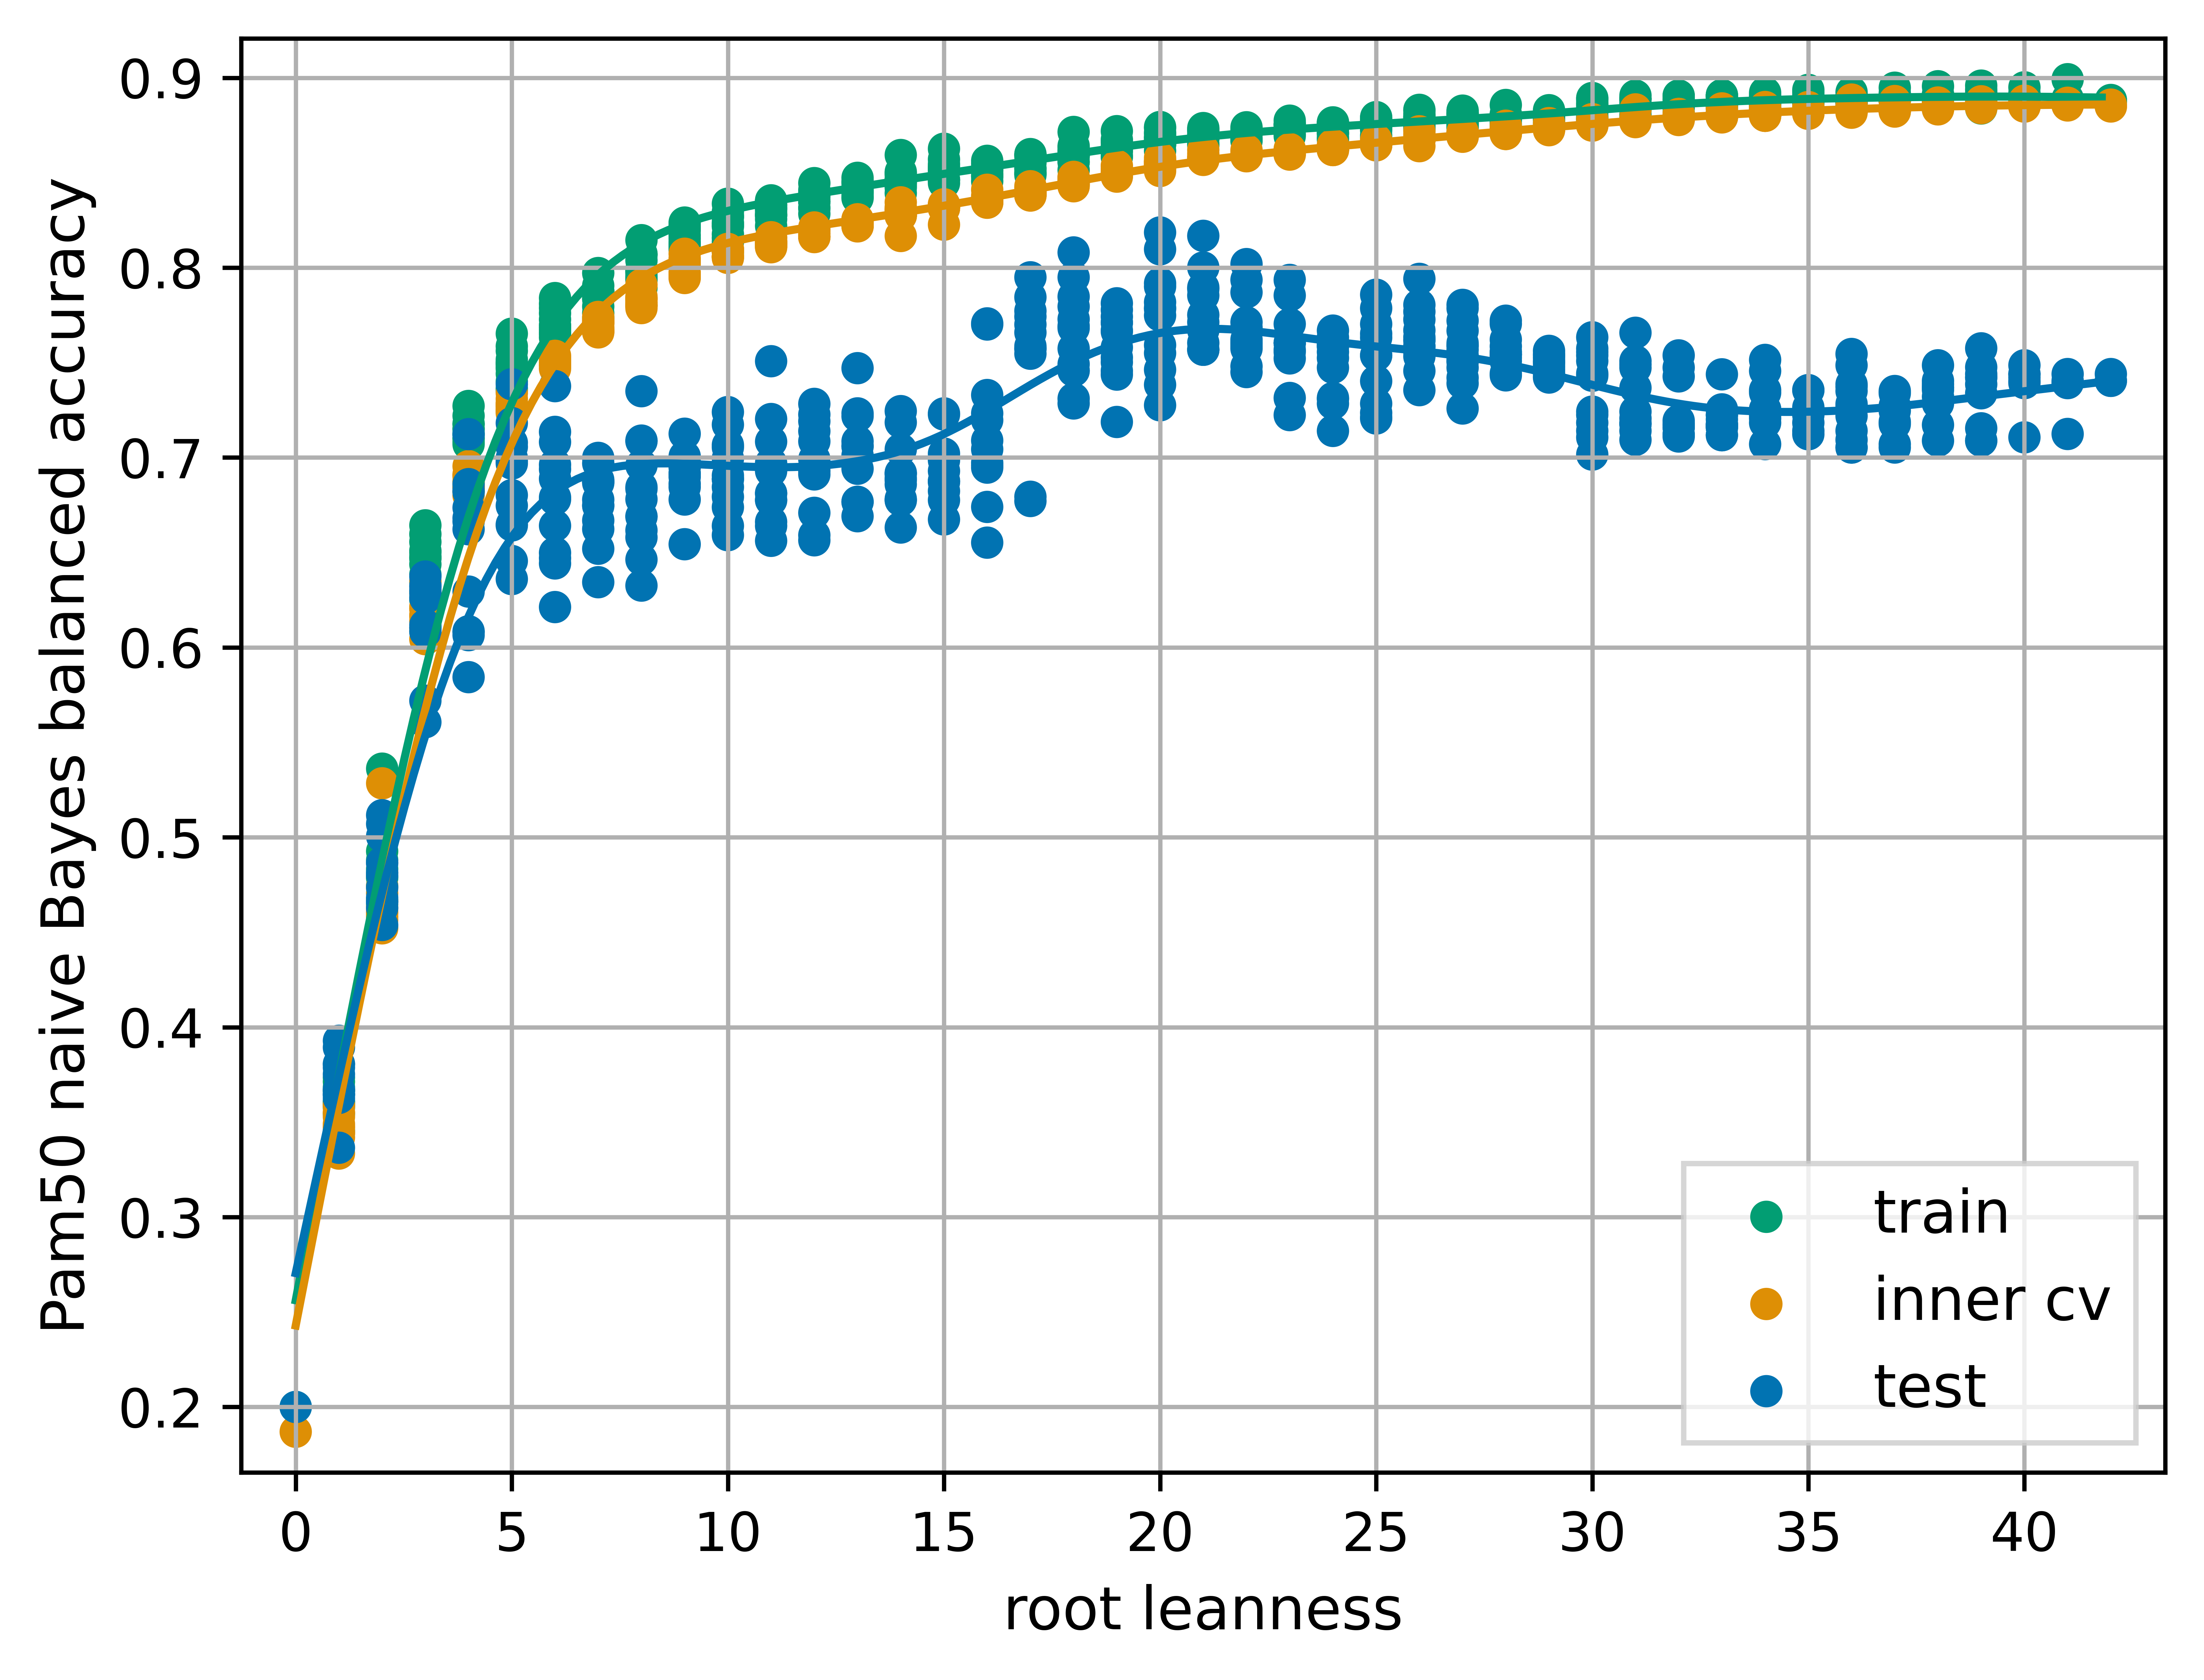 Pam50 naive Bayes balanced accuracy
0.9
0.8
0.7
0.6
0.5
0.4
0.3
0.2
train
inner cv
test
0 5 10 15 20 25 30 35 40
root leanness